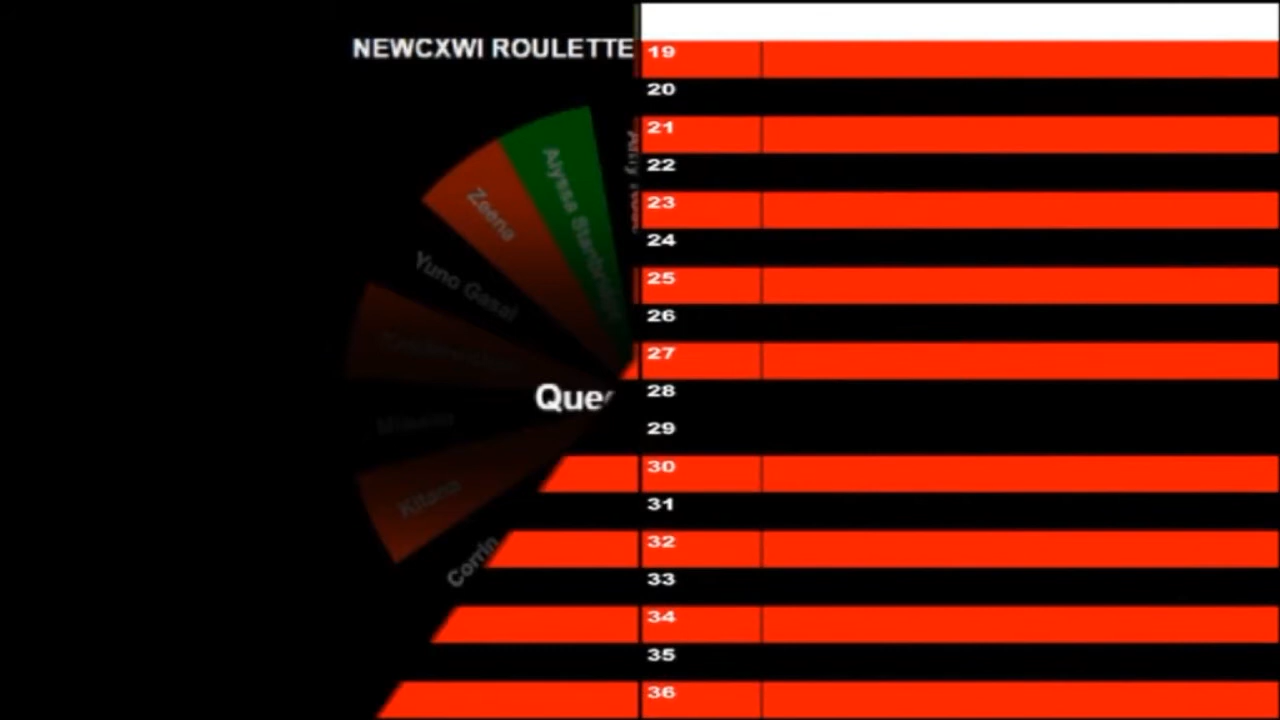 NEWCXWI ROULETTE
19
20
21
22
23
24
25
26
27
28
29
30
31
32
33
34
35
36
Alyssa
Zeena
Yuno Gasai
Que
Kitana
Corrin